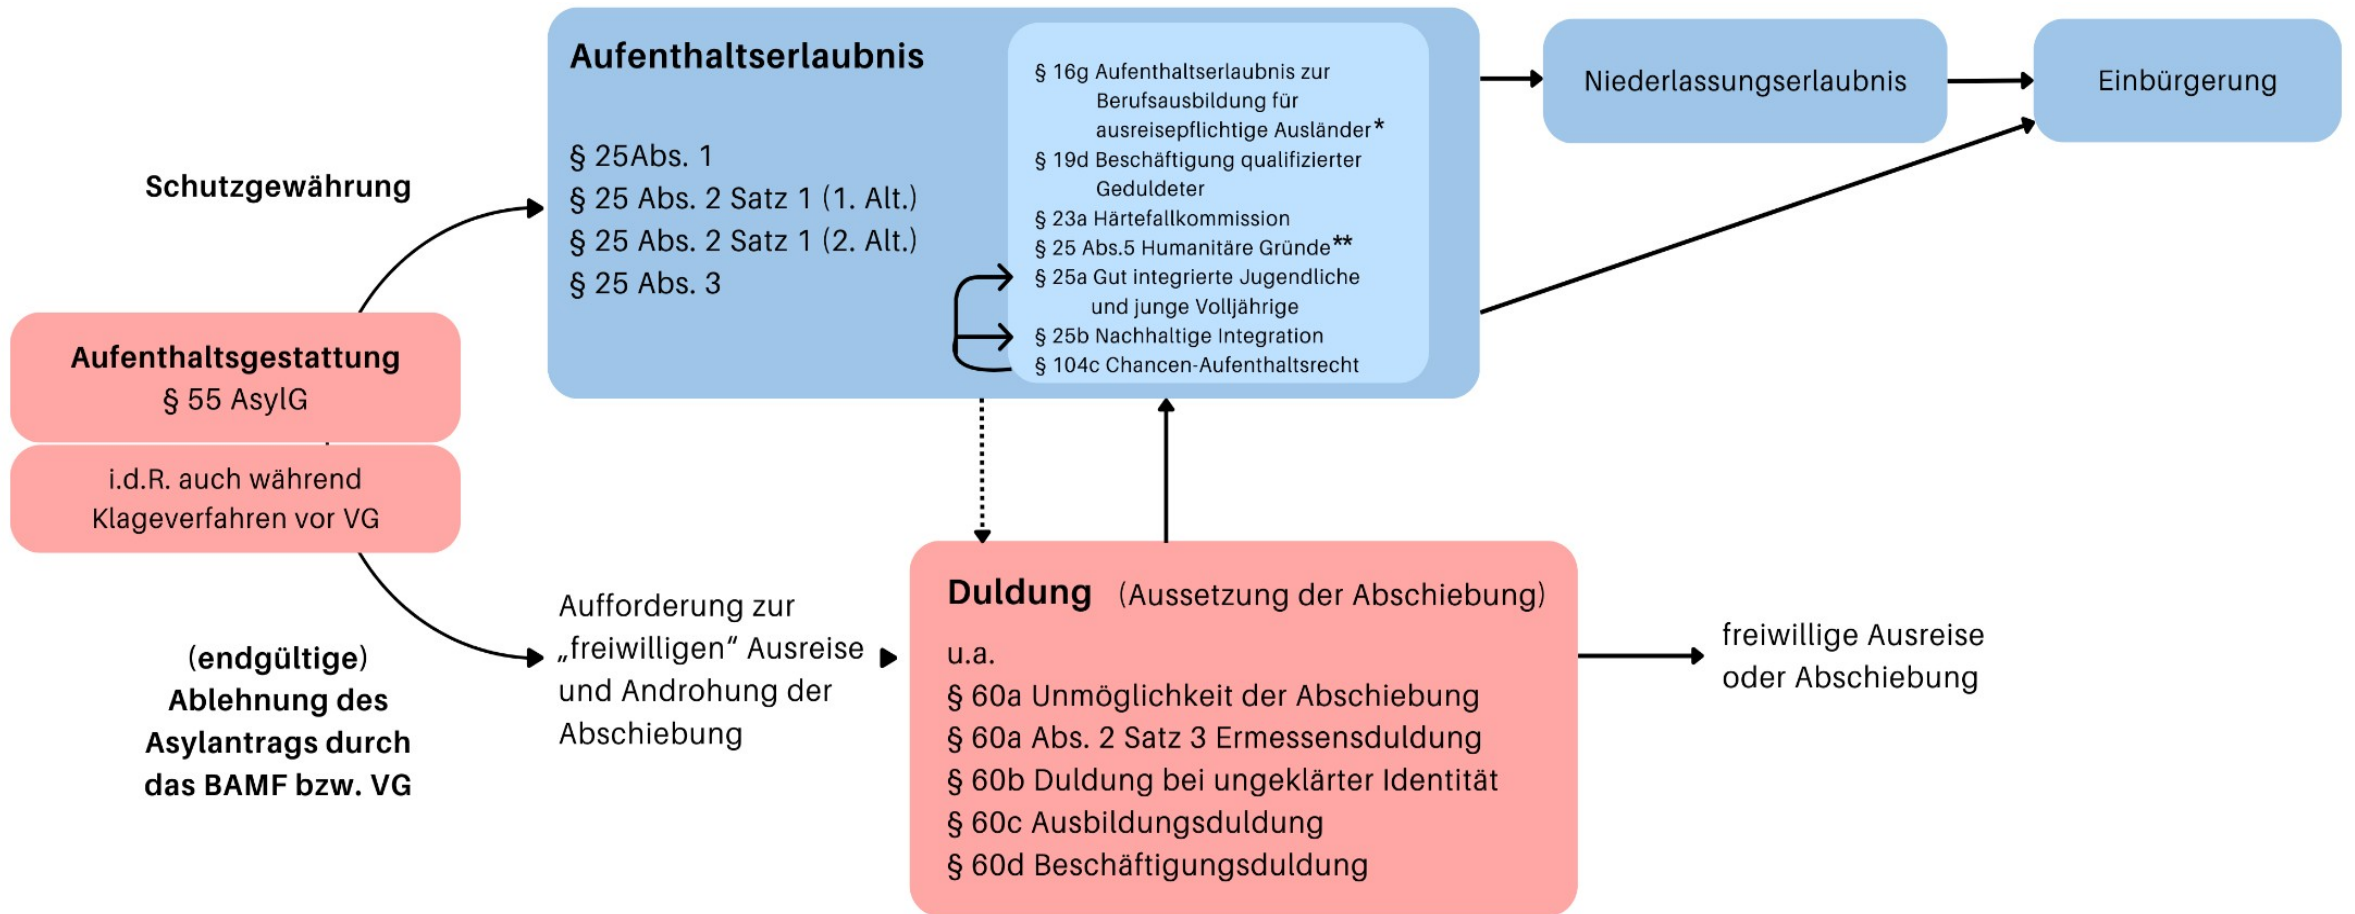 Aufenthaltserlaubnis
§ 25Abs. 1
§ 25 Abs. 2 Satz 1 (1. Alt.)
§ 25 Abs. 2 Satz 1 (2. Alt.)
§ 25 Abs. 3
§ 16g Aufenthaltserlaubnis zur
Berufsausbildung für
ausreisepflichtige Ausländer*
§ 19d Beschäftigung qualifizierter
Geduldeter
§ 23a Härtefallkommission
§ 25 Abs.5 Humanitäre Gründe**
§ 25a Gut integrierte Jugendliche
und junge Volljährige
§ 25b Nachhaltige Integration
§ 104c Chancen-Aufenthaltsrecht
Niederlassungserlaubnis
Einbürgerung
Schutzgewährung
Aufenthaltsgestattung
§ 55 AsylG
i.d.R. auch während
Klageverfahren vor VG
(endgültige)
Ablehnung des
Asylantrags durch
das BAMF bzw. VG
Aufforderung zur
„freiwilligen“ Ausreise
und Androhung der
Abschiebung
Duldung (Aussetzung der Abschiebung)
u.a.
§ 60a Unmöglichkeit der Abschiebung
§ 60a Abs. 2 Satz 3 Ermessensduldung
§ 60b Duldung bei ungeklärter Identität
§ 60c Ausbildungsduldung
§ 60d Beschäftigungsduldung
freiwillige Ausreise
oder Abschiebung